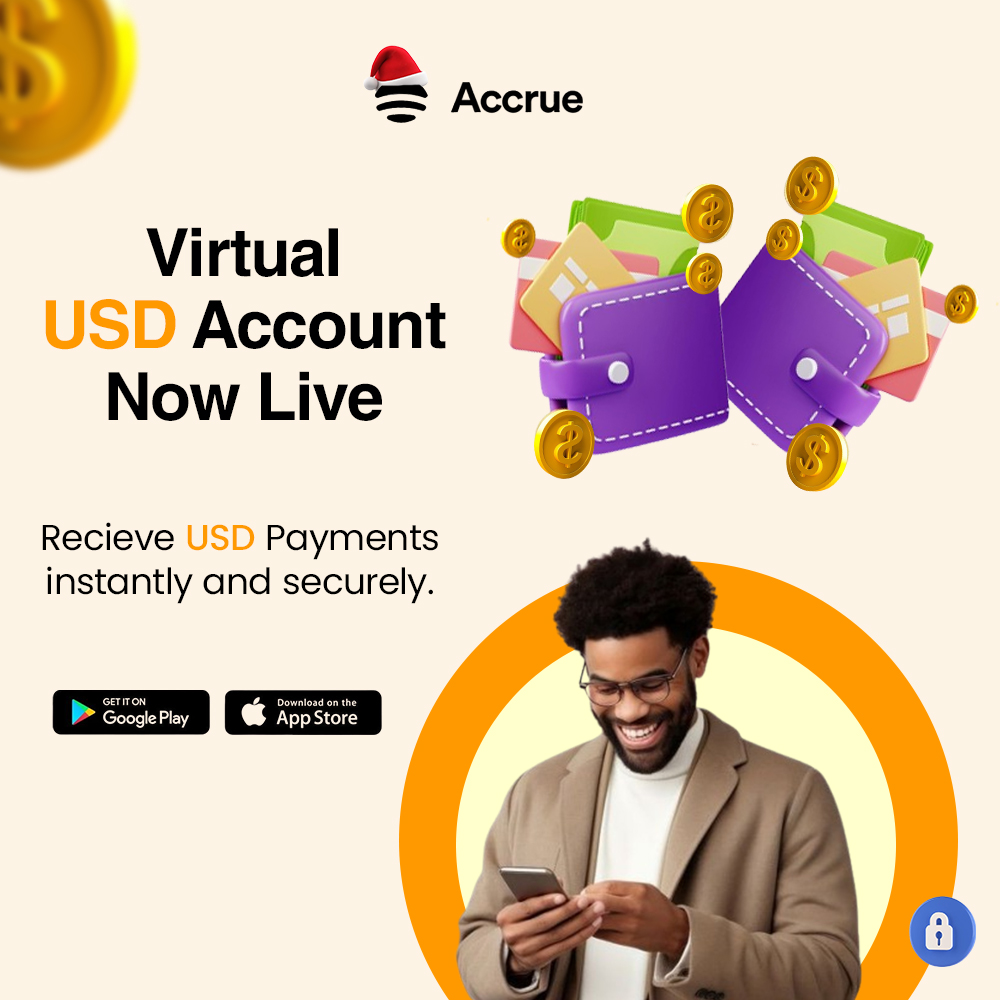 Accrue
Virtual
USD Account
Now Live
Recieve USD Payments
instantly and securely.
GET IT ON
Google Play
Download on the
App Store